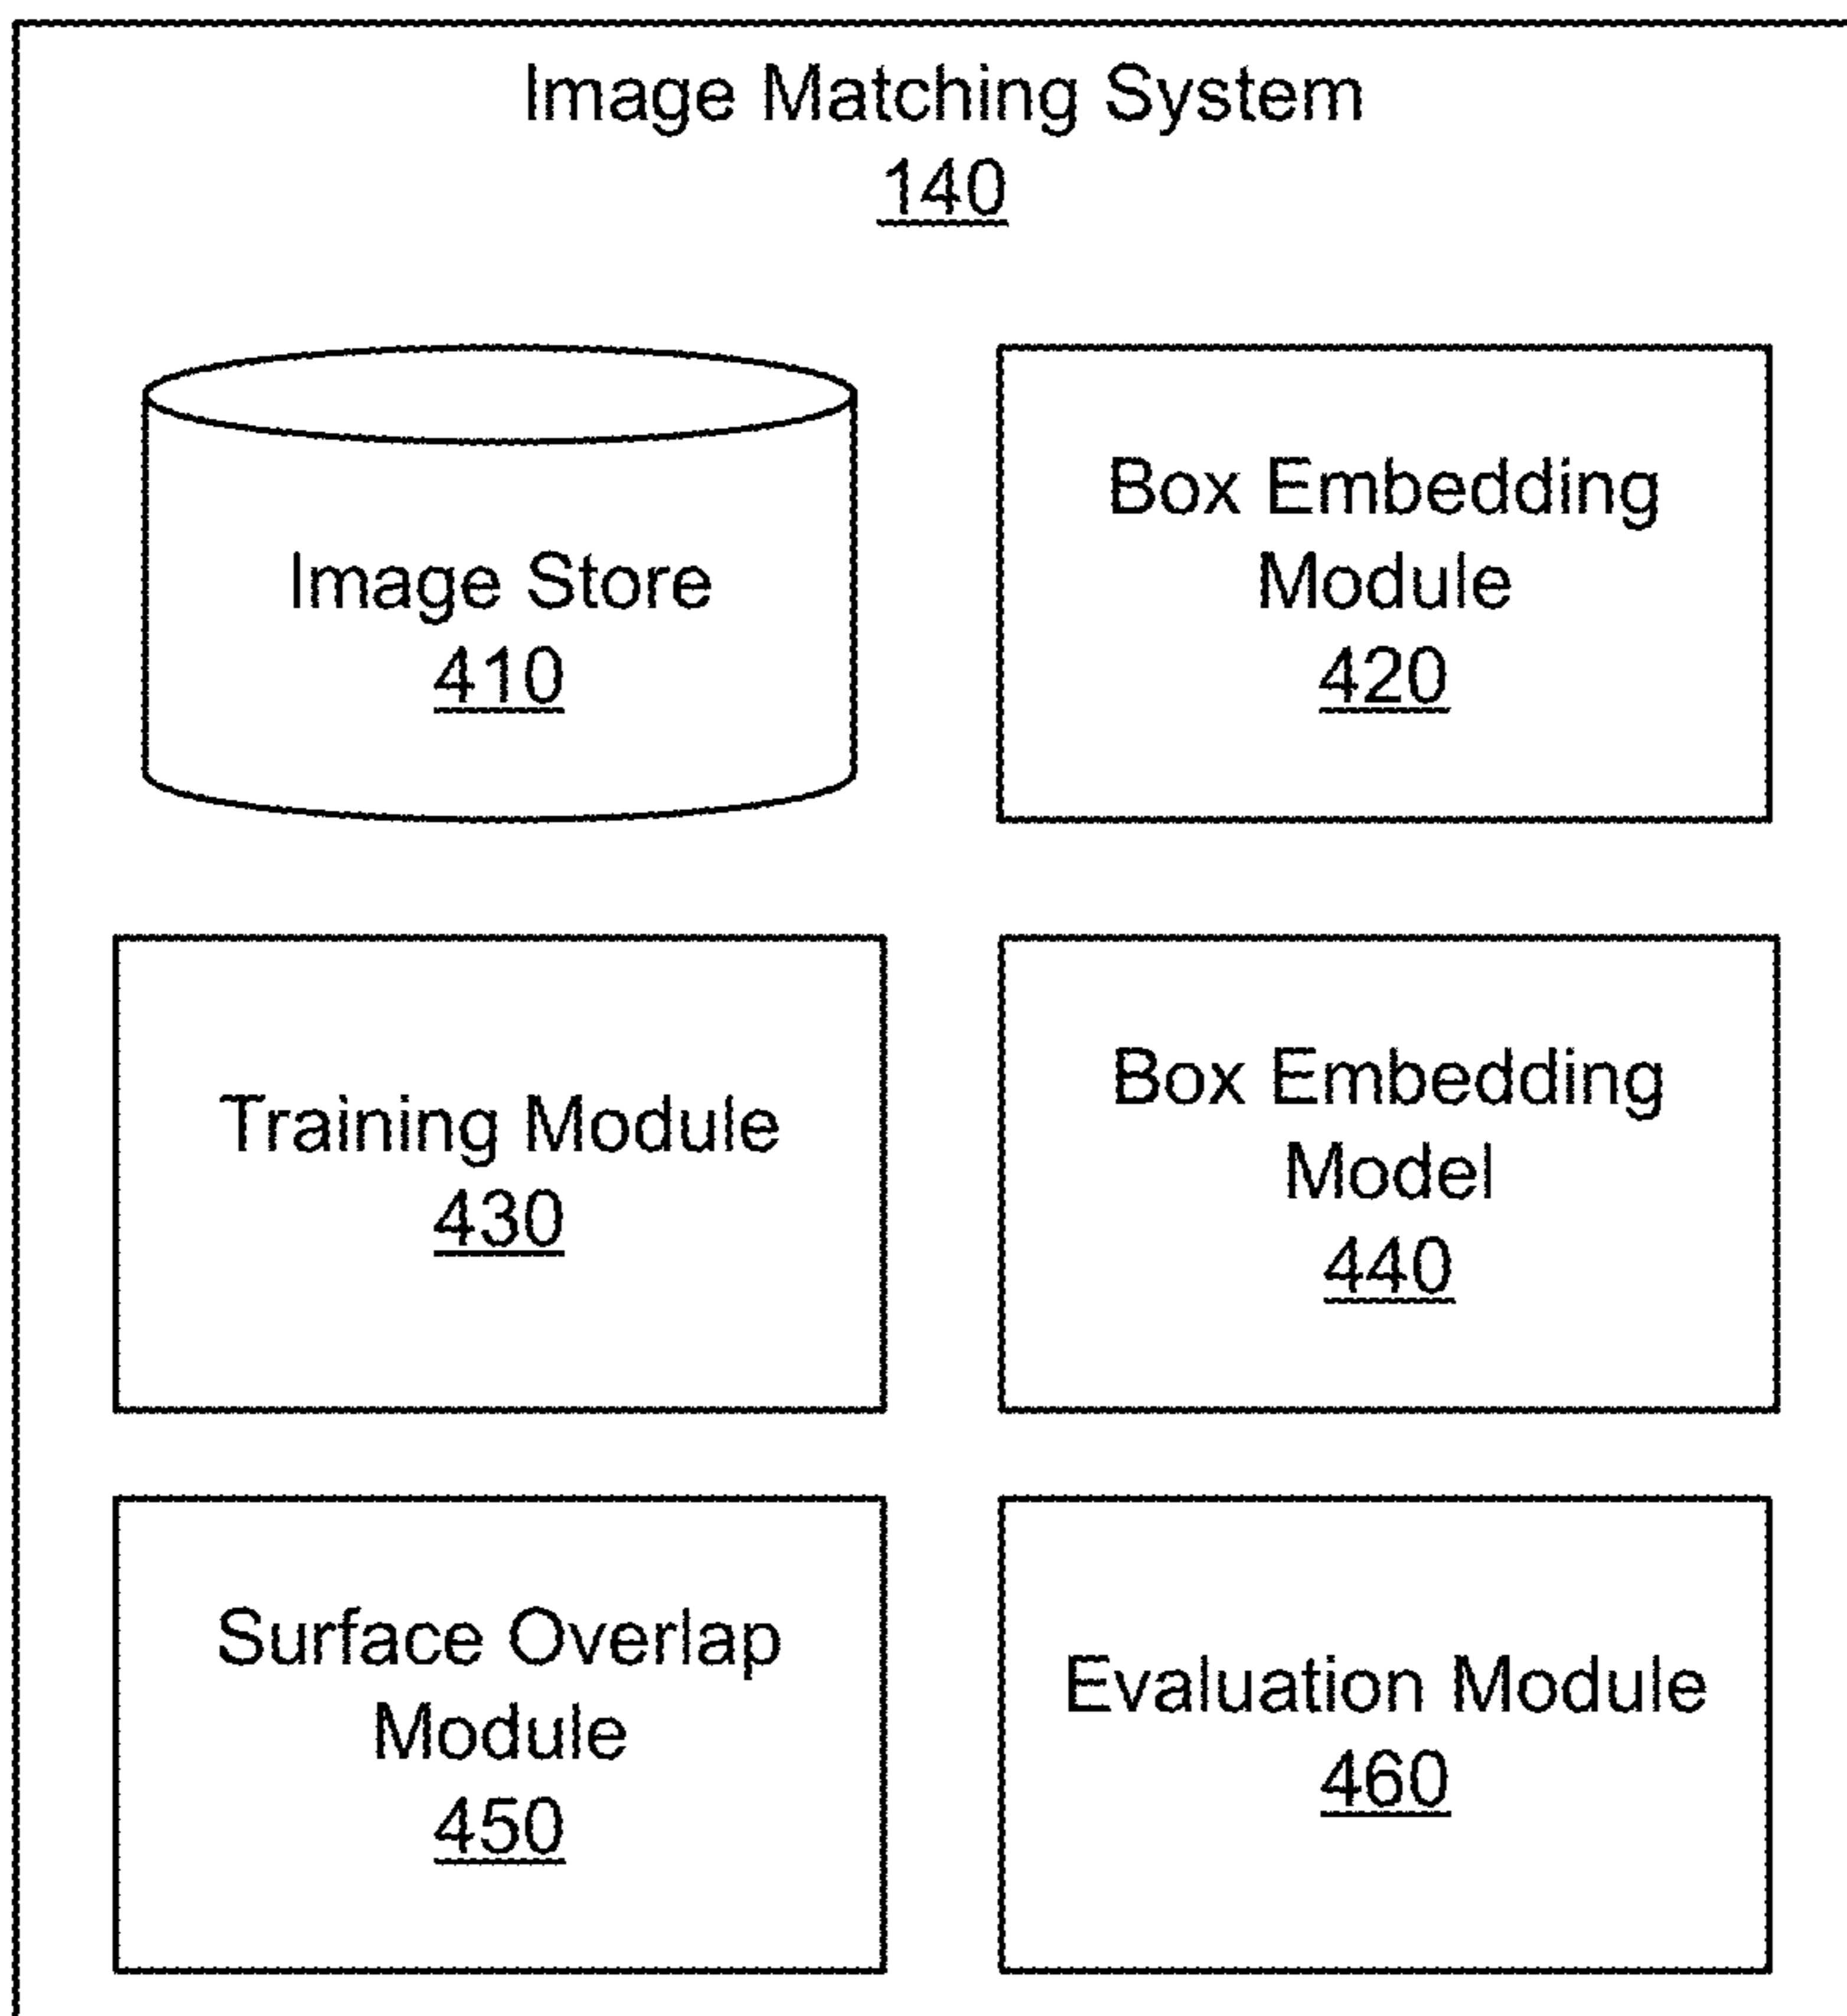 Image Matching System
140
Image Store
410
Box Embedding
Module
420
Training Module
430
Box Embedding
Model
440
Surface Overlap
Module
450
Evaluation Module
460